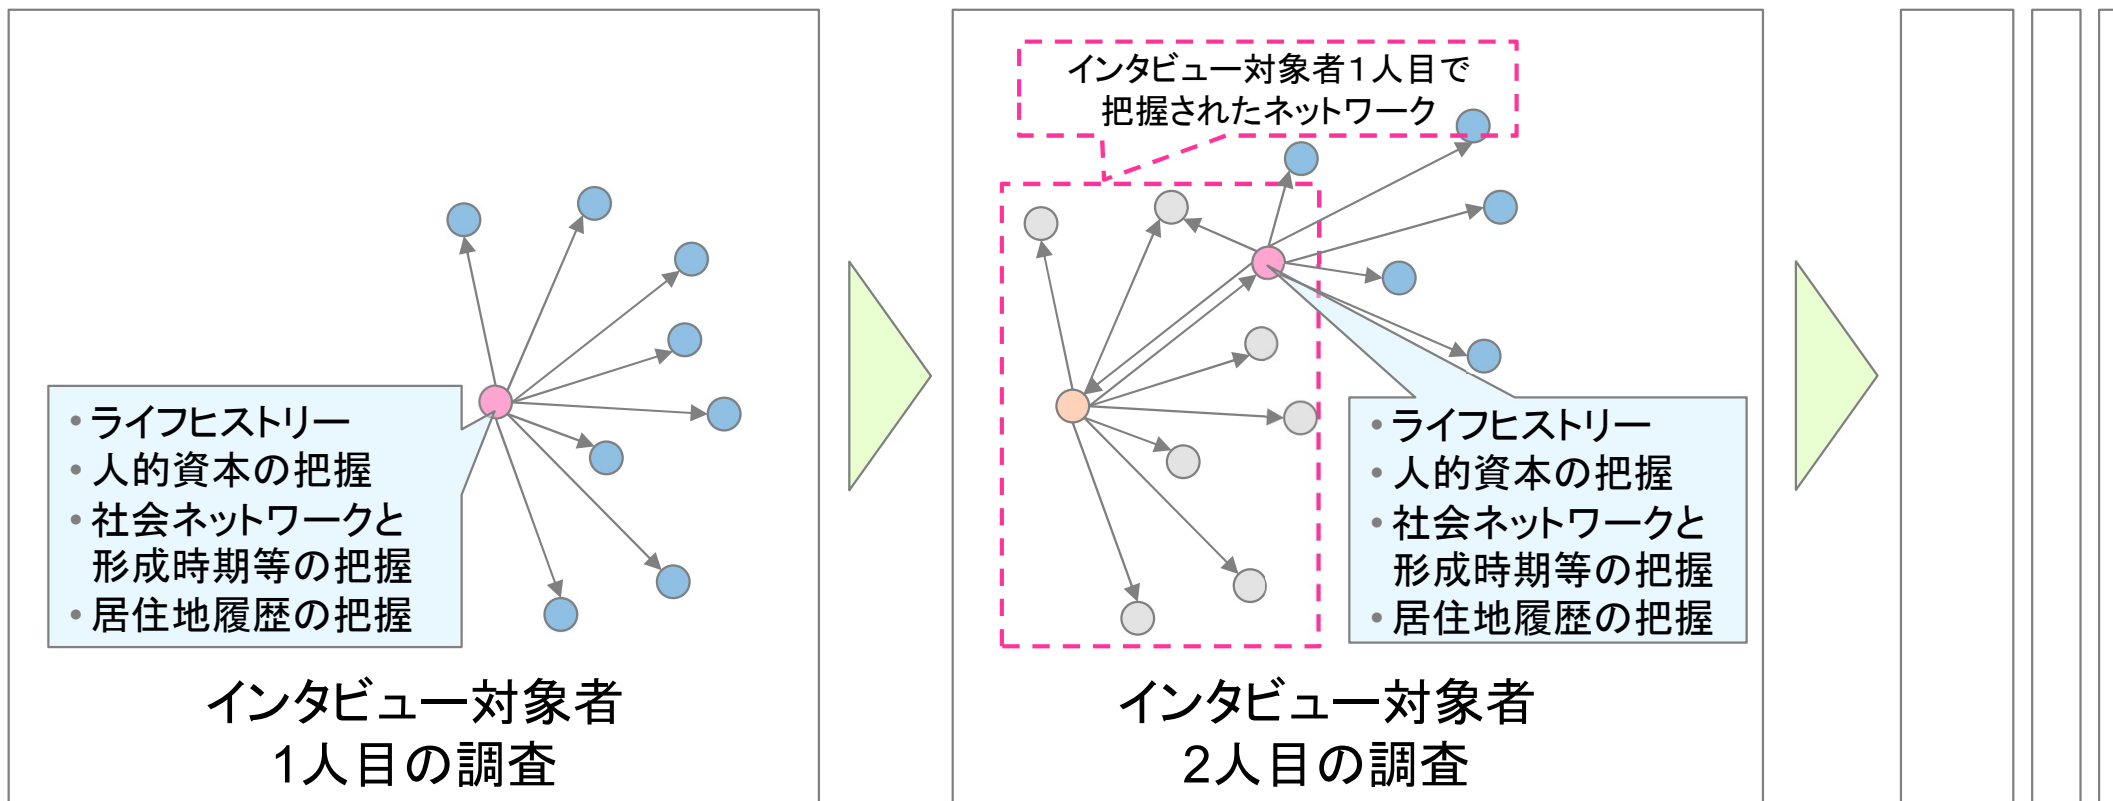 • ライフヒストリー
• 人的資本の把握
• 社会ネットワークと
形成時期等の把握
• 居住地履歴の把握
インタビュー対象者
1人目の調査
インタビュー対象者1人目で
把握されたネットワーク
• ライフヒストリー
• 人的資本の把握
• 社会ネットワークと
形成時期等の把握
• 居住地履歴の把握
インタビュー対象者
2人目の調査